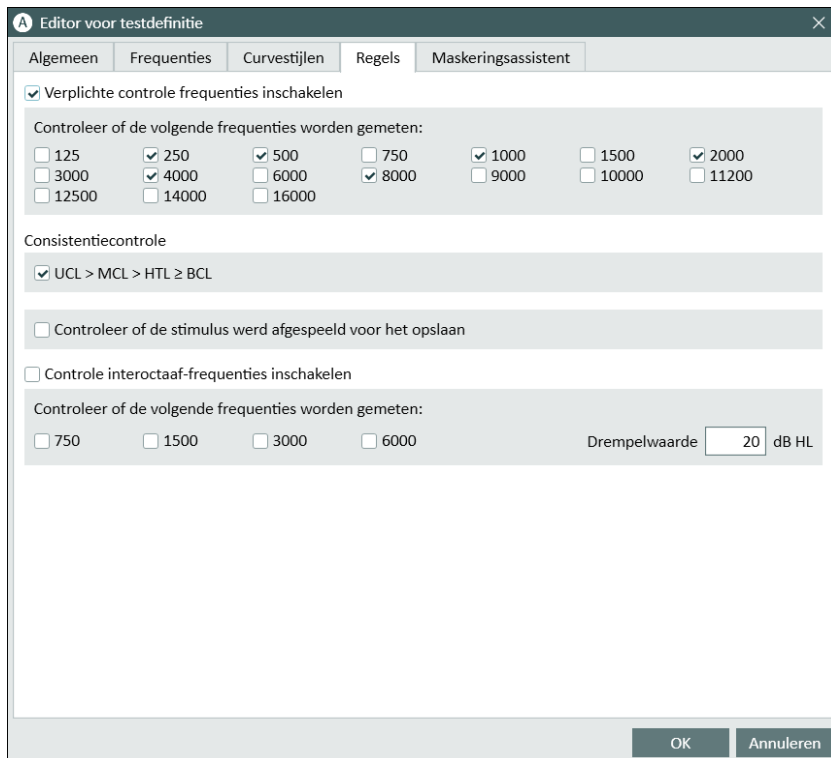 A Editor voor testdefinitie
Algemeen Frequenties Curvestijlen Regels Maskeringsassistent
Verplichte controle frequenties inschakelen
Controleer of de volgende frequenties worden gemeten:
125 250 500 750 1000 1500 2000
3000 4000 6000 8000 9000 10000 11200
12500 14000 16000
Consistentiecontrole
UCL > MCL > HTL ≥ BCL
Controleer of de stimulus werd afgespeeld voor het opslaan
Controle interoctaaf-frequenties inschakelen
Controleer of de volgende frequenties worden gemeten:
750 1500 3000 6000 Drempelwaarde 20 dB HL
OK Annuleren